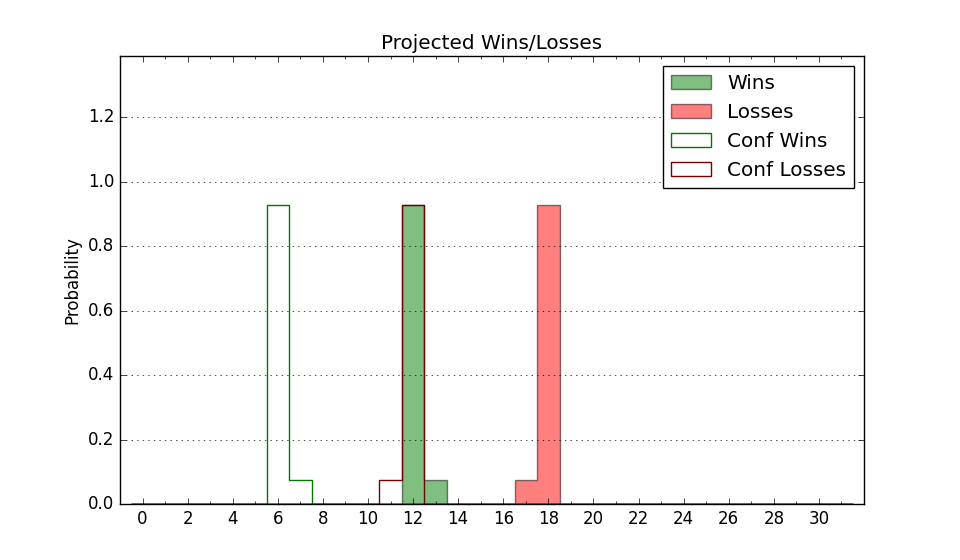 Projected Wins/Losses
Wins
Losses
Conf Wins
Conf Losses
Probability
1.2
1.0
0.8
0.6
0.4
0.2
0.0
0 2 4 6 8 10 12 14 16 18 20 22 24 26 28 30